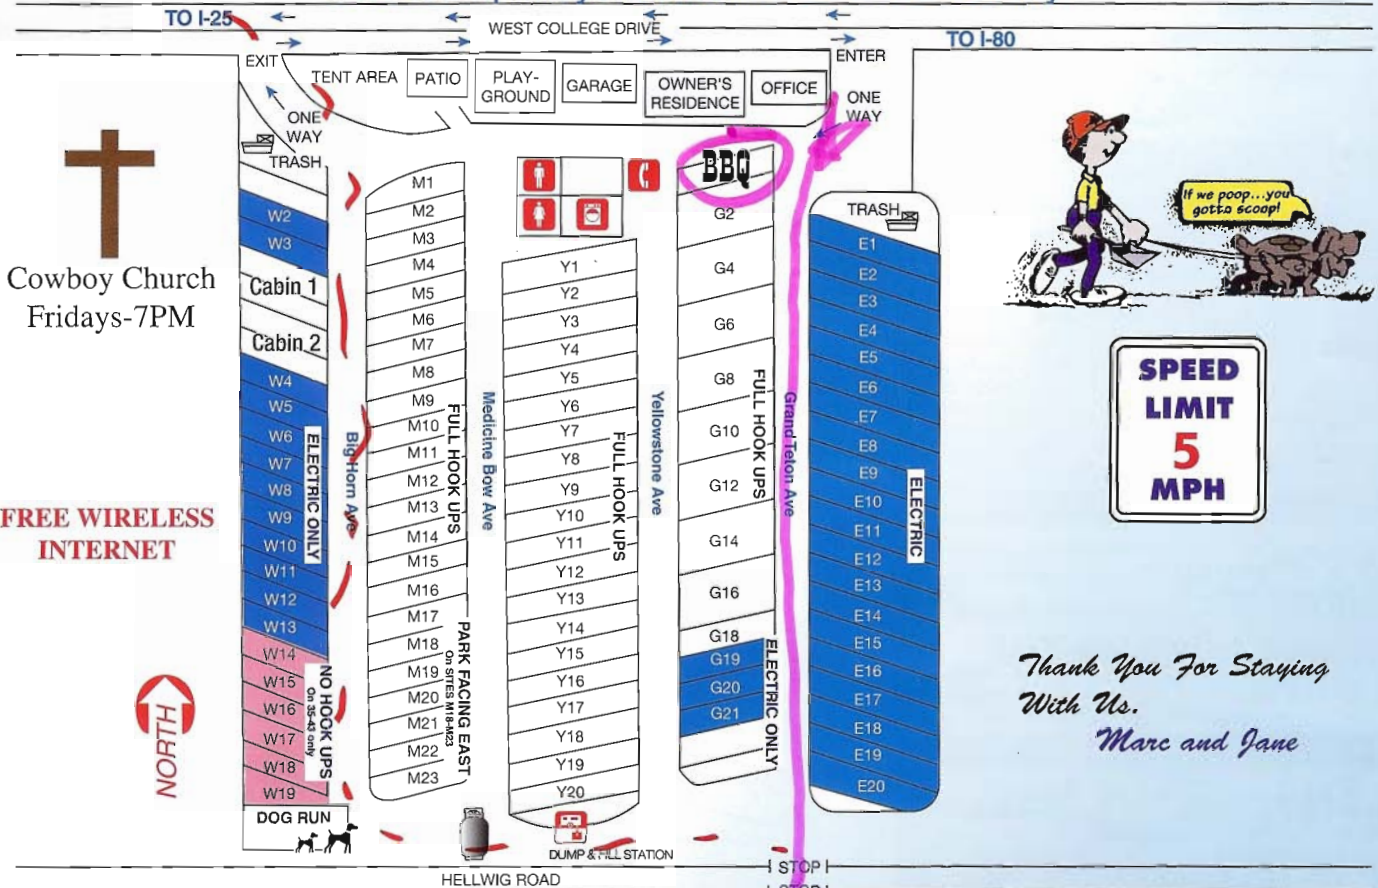 TO I-25
WEST COLLEGE DRIVE
TO I-80
EXIT
TENT AREA
PATIO
PLAY-
GROUND
GARAGE
OWNER'S
RESIDENCE
OFFICE
ENTER
ONE
WAY
ONE
WAY
TRASH
BBQ
TRASH
Cowboy Church
Fridays-7PM
FREE WIRELESS
INTERNET
NORTH
W2
W3
Cabin 1
Cabin 2
W4
W5
W6
W7
W8
W9
W10
W11
W12
W13
W14
W15
W16
W17
W18
W19
ELECTRIC ONLY
NO HOOK UPS
On 35-43 only
DOG RUN
Big Horn Ave
M1
M2
M3
M4
M5
M6
M7
M8
M9
M10
M11
M12
M13
M14
M15
M16
M17
M18
M19
M20
M21
M22
M23
FULL HOOK UPS
PARK FACING EAST
On SITES M18-M23
Medicine Bow Ave
Y1
Y2
Y3
Y4
Y5
Y6
Y7
Y8
Y9
Y10
Y11
Y12
Y13
Y14
Y15
Y16
Y17
Y18
Y19
Y20
FULL HOOK UPS
Yellowstone Ave
G2
G4
G6
G8
G10
G12
G14
G16
G18
G19
G20
G21
FULL HOOK UPS
ELECTRIC ONLY
Grand Teton Ave
E1
E2
E3
E4
E5
E6
E7
E8
E9
E10
E11
E12
E13
E14
E15
E16
E17
E18
E19
E20
ELECTRIC
DUMP & FILL STATION
STOP
HELLWIG ROAD
If we poop...you
gotta scoop!
SPEED
LIMIT
5
MPH
Thank You For Staying
With Us.
Marc and Jane